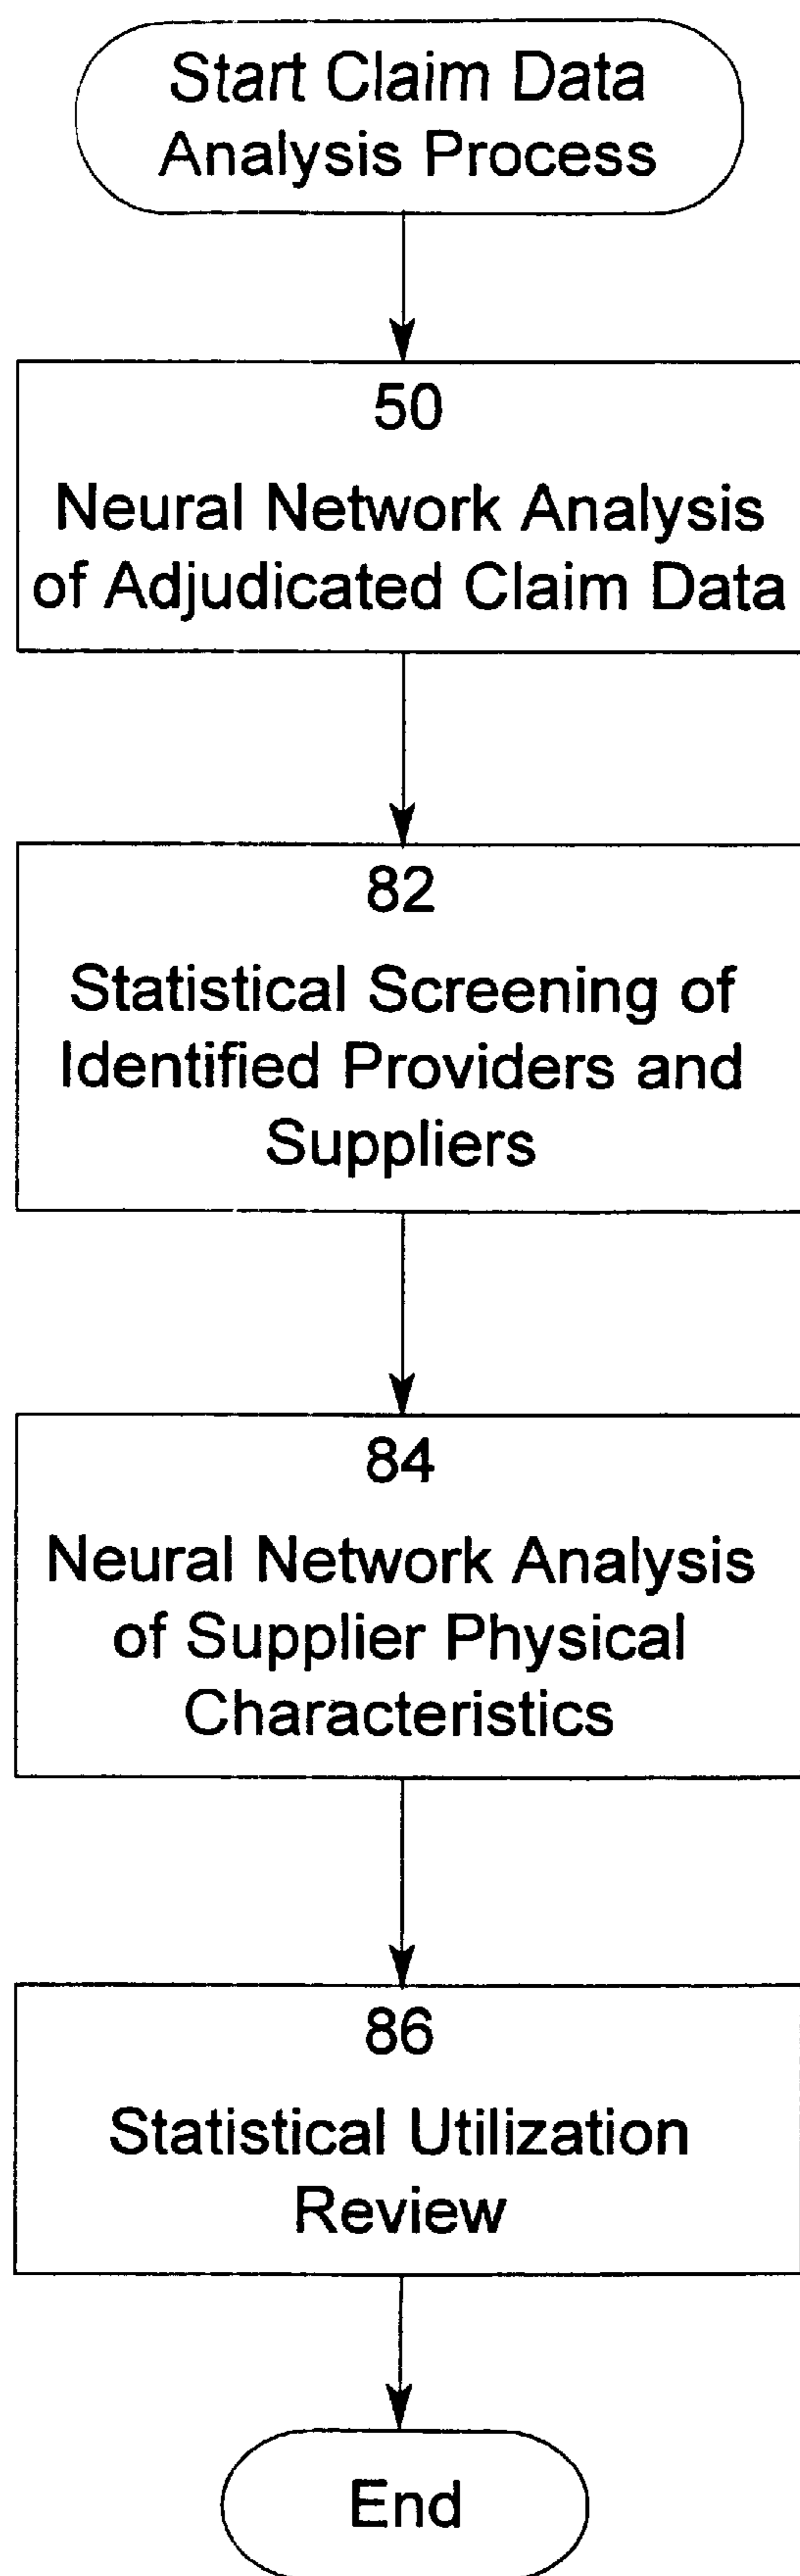 Start Claim Data
Analysis Process
50
Neural Network Analysis
of Adjudicated Claim Data
82
Statistical Screening of
Identified Providers and
Suppliers
84
Neural Network Analysis
of Supplier Physical
Characteristics
86
Statistical Utilization
Review
End